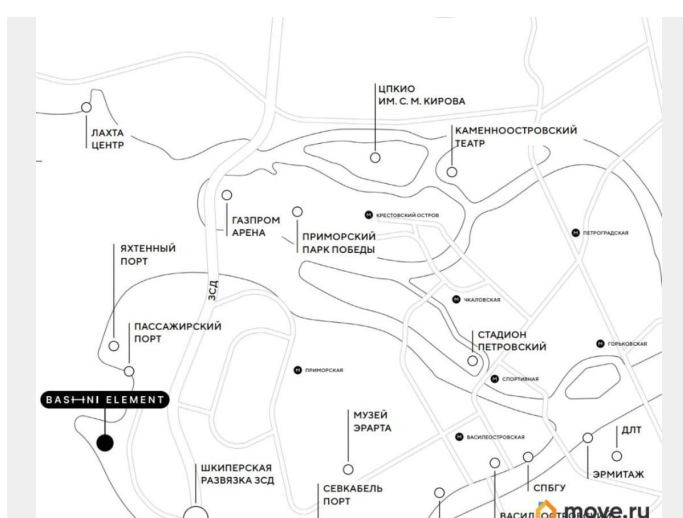 ЦПКИО
ИМ. С. М. КИРОВА
ЛАХТА
ЦЕНТР
КАМЕННООСТРОВСКИЙ
ТЕАТР
ГАЗПРОМ
АРЕНА
КРЕСТОВСКИЙ ОСТРОВ
ПРИМОРСКИЙ
ПАРК ПОБЕДЫ
ПЕТРОГРАДСКАЯ
ЯХТЕННЫЙ
ПОРТ
ЗСД
ЧКАЛОВСКАЯ
ПАССАЖИРСКИЙ
ПОРТ
СТАДИОН
ПЕТРОВСКИЙ
ГОРЬКОВСКАЯ
ПРИМОРСКАЯ
СПОРТИВНАЯ
BASHNI ELEMENT
МУЗЕЙ
ЭРАРТА
ДЛТ
ВАСИЛЕОСТРОВСКАЯ
ШКИПЕРСКАЯ
РАЗВЯЗКА ЗСД
ЭРМИТАЖ
СЕВКАБЕЛЬ
ПОРТ
СПБГУ
move.ru